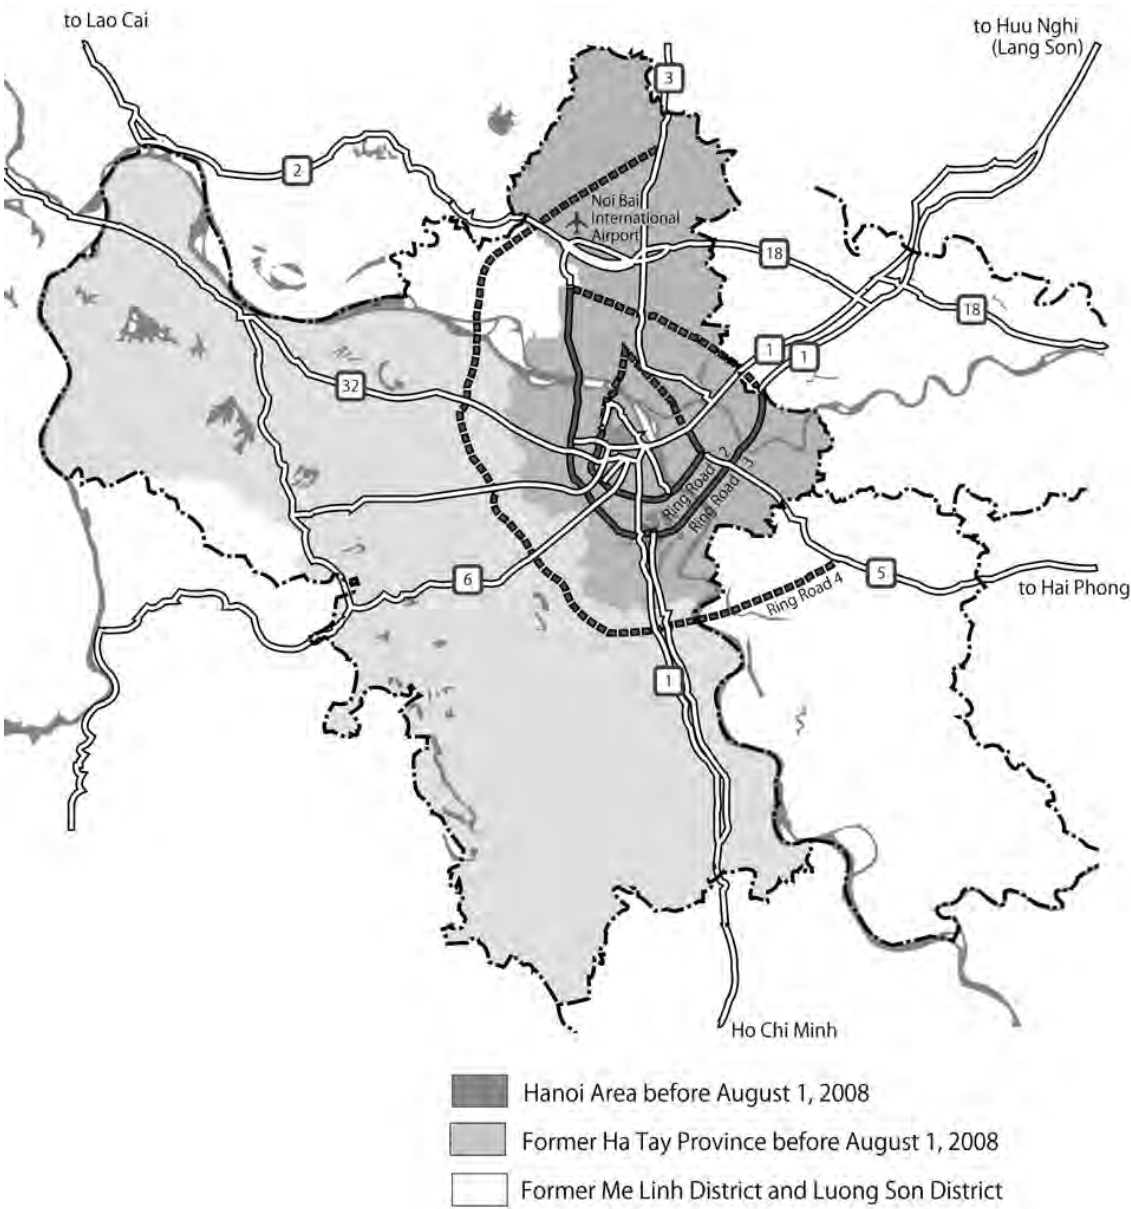 to Lao Cai
to Huu Nghi
(Lang Son)
3
2
Noi Bai
International
Airport
18
18
1
1
32
Ring Road 2
Ring Road 3
6
5
to Hai Phong
Ring Road 4
1
Ho Chi Minh
Hanoi Area before August 1, 2008
Former Ha Tay Province before August 1, 2008
Former Me Linh District and Luong Son District